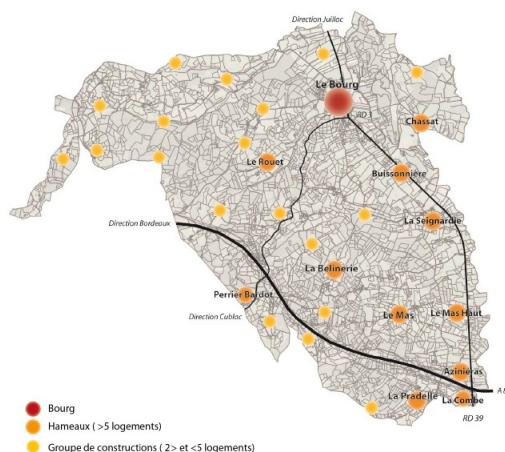 Direction Juillac
Le Bourg
RD 3
Chassat
Le Rouet
Buissonnière
La Seignardie
Direction Bordeaux
La Belinerie
Perrier Bardot
Direction Cublac
Le Mas
Le Mas Haut
Azinieras
A 8
La Pradelle
La Combe
RD 39
Bourg
Hameaux ( >5 logements)
Groupe de constructions ( 2> et <5 logements)